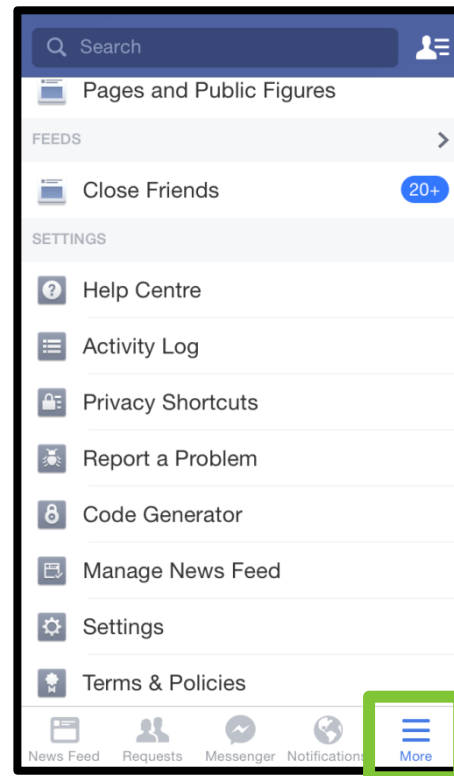 Search
Pages and Public Figures
FEEDS
Close Friends 20+
SETTINGS
Help Centre
Activity Log
Privacy Shortcuts
Report a Problem
Code Generator
Manage News Feed
Settings
Terms & Policies
News Feed Requests Messenger Notifications More